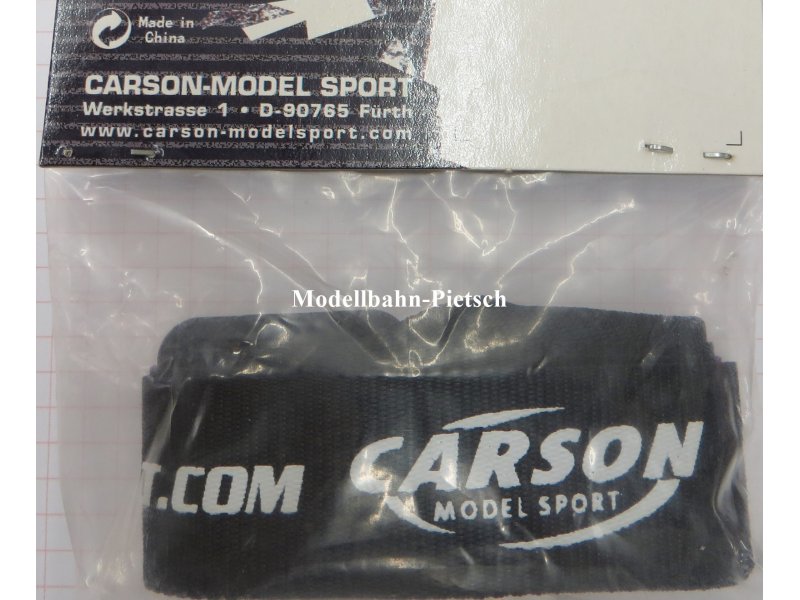 Made in
China
CARSON-MODEL SPORT
Werkstrasse 1 • D-90765 Fürth
www.carson-modelsport.com
Modellbahn-Pietsch
T.COM
CARSON
MODEL SPORT